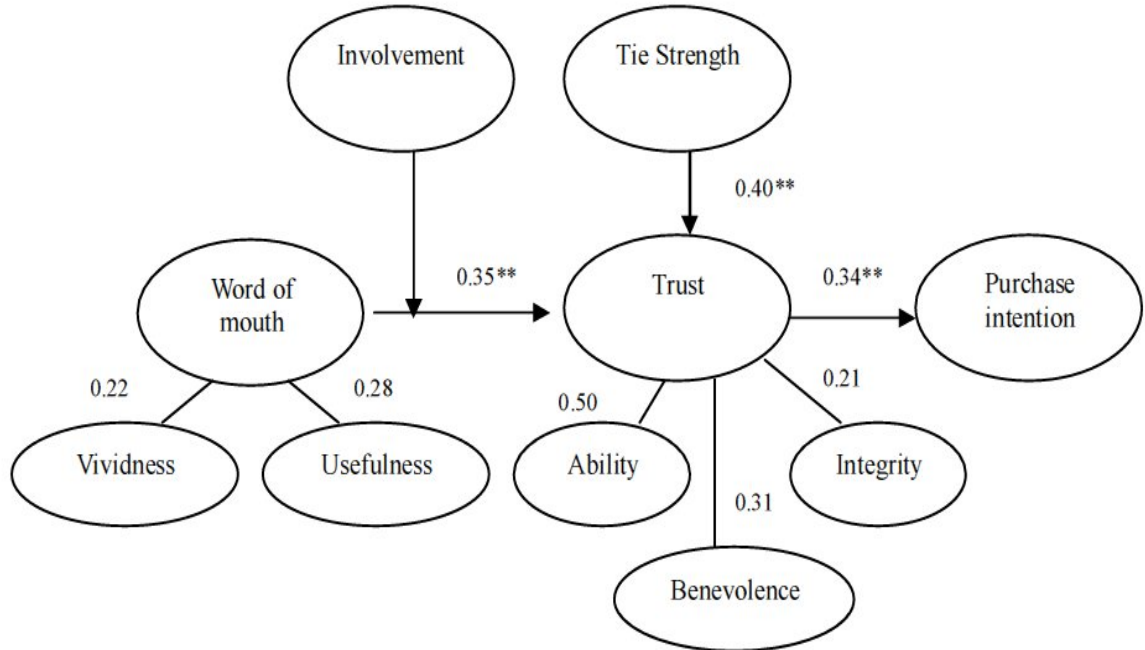 Involvement
Tie Strength
0.40**
Word of
mouth
0.35**
Trust
0.34**
Purchase
intention
0.22
0.28
0.50
0.21
Vividness
Usefulness
Ability
Integrity
0.31
Benevolence